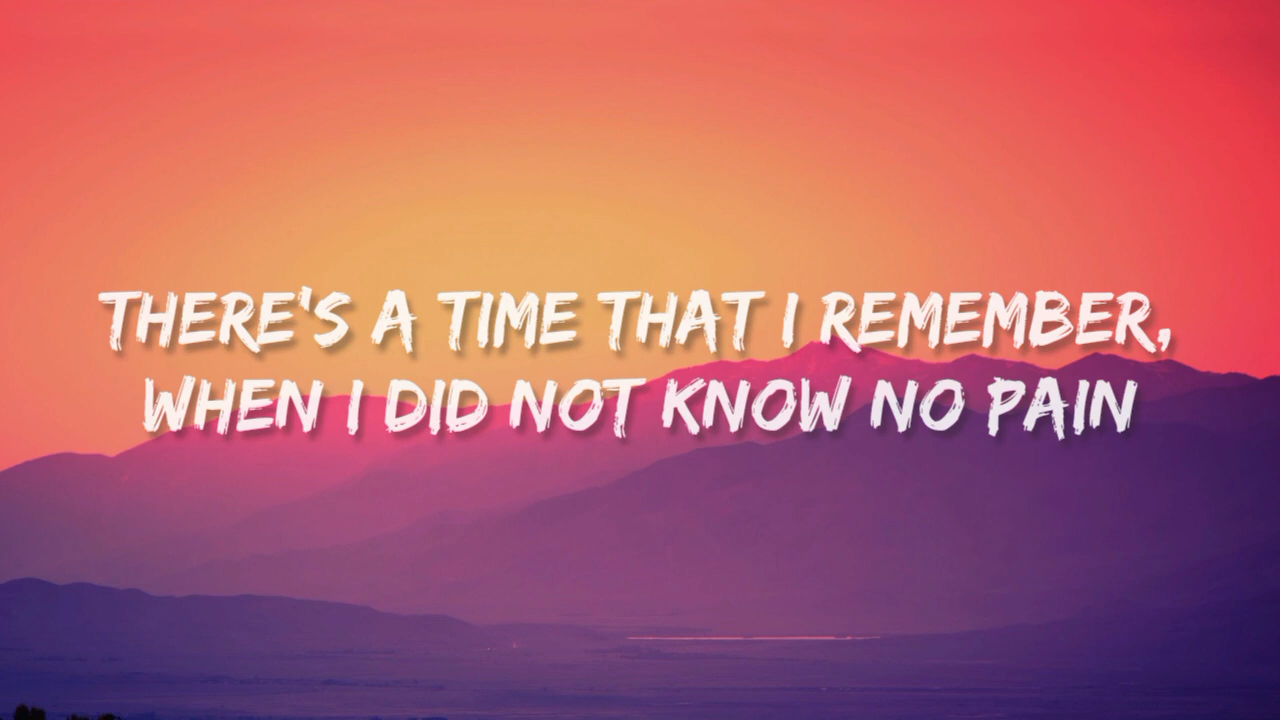 THERE'S A TIME THAT I REMEMBER,
WHEN I DID NOT KNOW NO PAIN